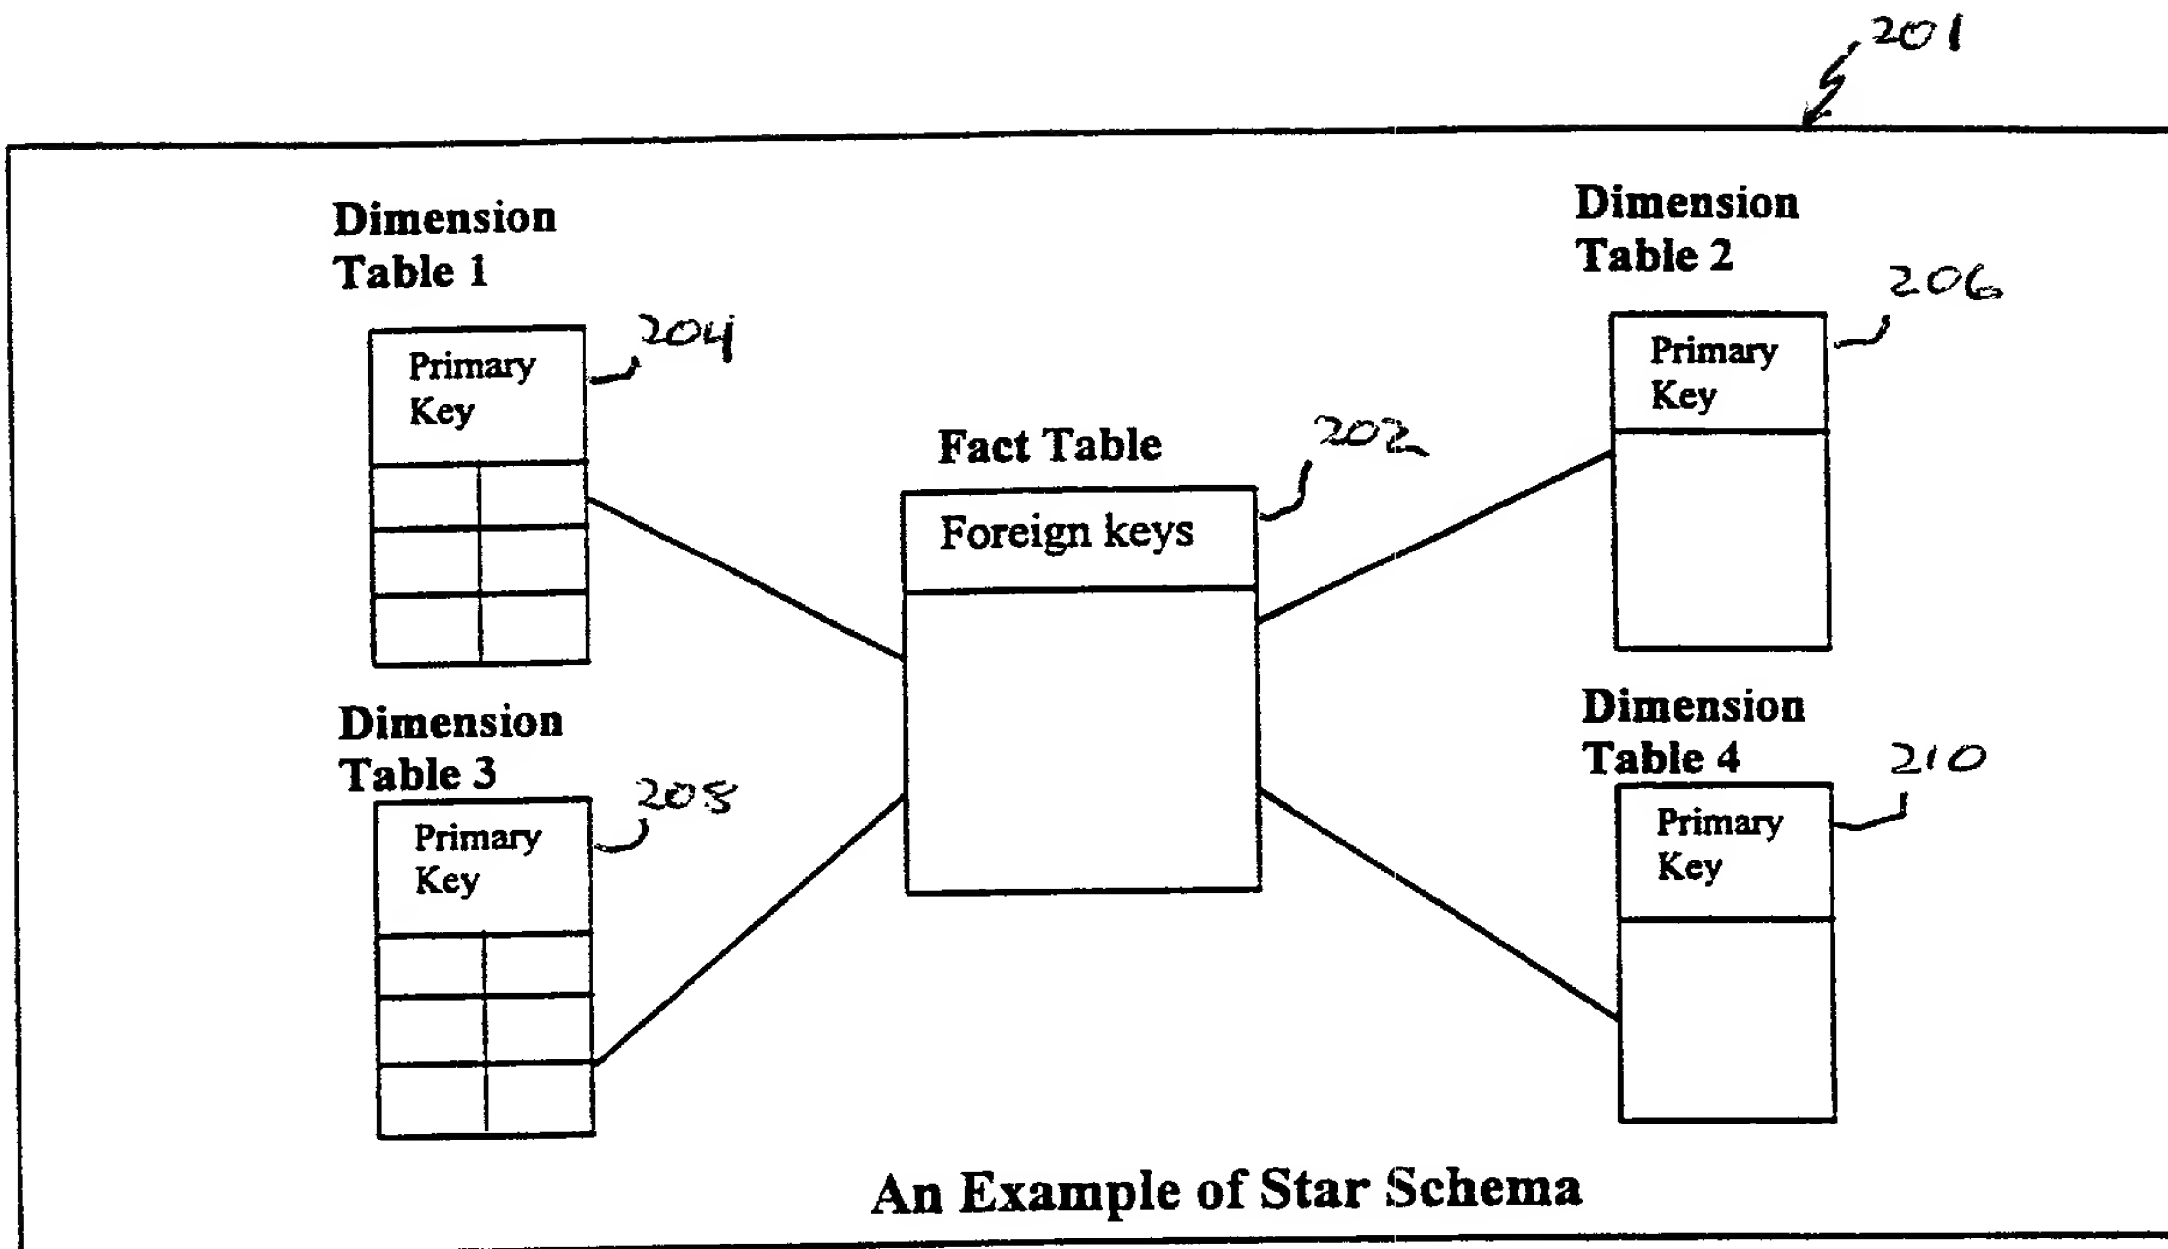 201
Dimension
Table 1
204
Primary
Key
Dimension
Table 2
206
Primary
Key
Fact Table
202
Foreign keys
Dimension
Table 3
208
Primary
Key
Dimension
Table 4
210
Primary
Key
An Example of Star Schema